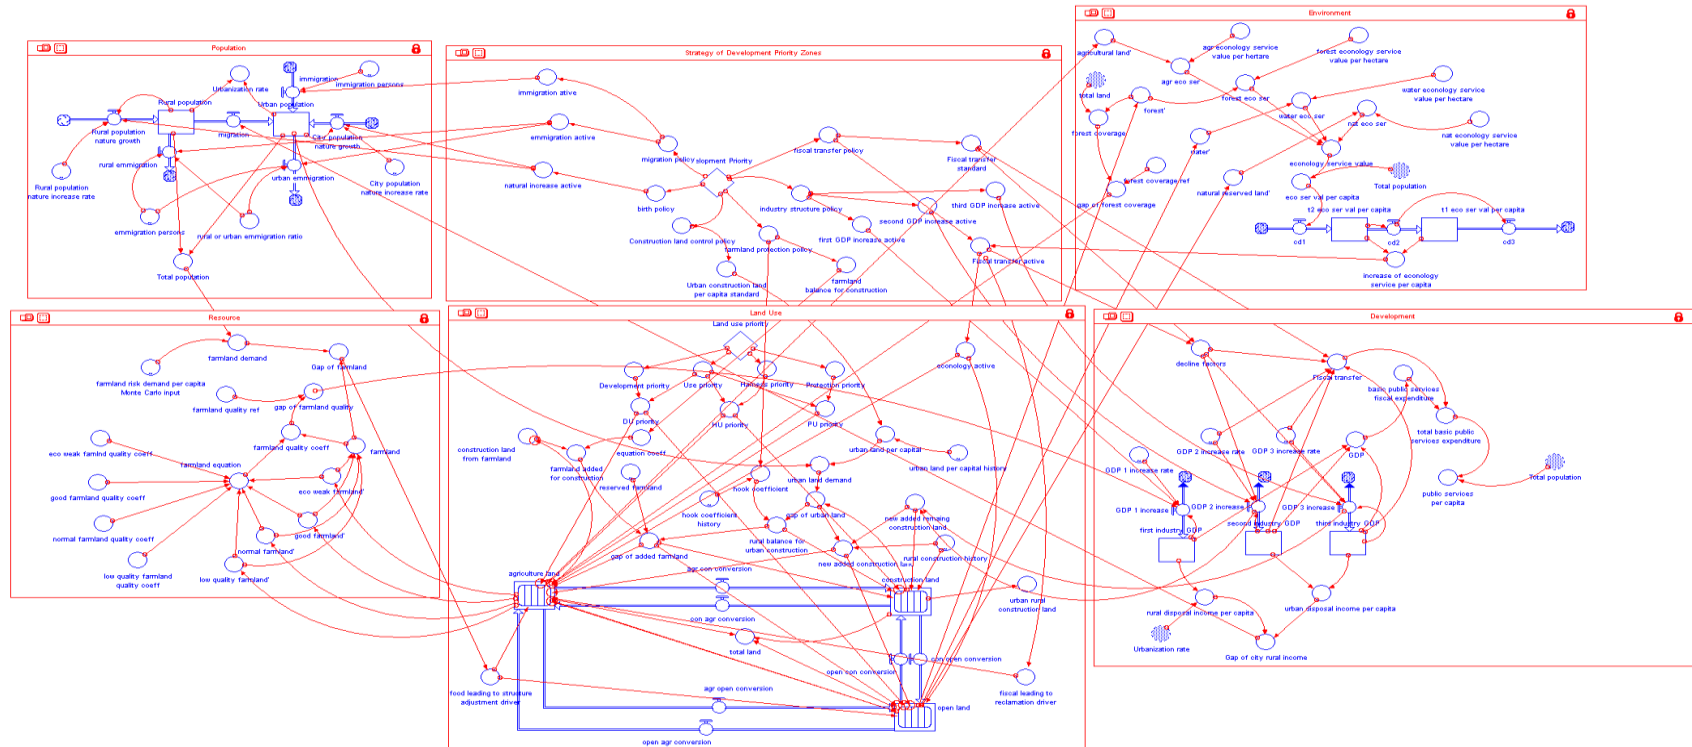 Population
immigration
immigration persons
Rural population
Urbanization rate
Urban population
Rural population
nature growth
migration
City population
nature growth
rural emmigration
urban emmigration
Rural population
nature increase rate
City population
nature increase rate
emmigration persons
rural or urban emmigration ratio
Total population
Strategy of Development Priority Zones
immigration ative
emmigration active
migration policy
elopment Priority
fiscal transfer policy
Fiscal transfer
standard
natural increase active
birth policy
industry structure policy
third GDP increase active
second GDP increase active
first GDP increase active
Construction land control policy
farmland protection policy
Fiscal transfer active
Urban construction land
per capita standard
farmland
balance for construction
Environment
agricultural land'
agr econology service
value per hertare
forest econology service
value per hectare
agr eco ser
total land
forest'
forest eco ser
water econology service
value per hectare
water eco ser
nat eco ser
forest coverage
nat econology service
value per hectare
water'
econology service value
forest coverage ref
natural reserved land'
Total population
gap of forest coverage
eco ser val per capita
t2 eco ser val per capita
t1 eco ser val per capita
cd1
cd2
cd3
increase of econology
service per capita
Resource
farmland demand
Gap of farmland
farmland risk demand per capita
Monte Carlo input
farmland quality ref
gap of farmland quality
farmland quality coeff
farmland
eco weak farmlnd quality coeff
farmland equation
eco weak farmland'
good farmland quality coeff
good farmland'
normal farmland quality coeff
normal farmland'
low quality farmland
quality coeff
low quality farmland'
Land Use
Land use priority
econology active
Development priority
Use priority
Harness priority
Protection priority
DU priority
HU priority
PU priority
construction land
from farmland
equation coeff
urban land per capital
farmland added
for construction
urban land per capital history
reserved farmland
hook coefficient
urban land demand
hook coefficient
history
gap of urban land
new added remaing
construction land
rural balance for
urban construction
gap of added farmland
rural construction history
new added construction land
agr con conversion
agriculture land
construction land
urban rural
construction land
con agr conversion
total land
con open conversion
open con conversion
food leading to structure
adjustment driver
agr open conversion
fiscal leading to
reclamation driver
open land
open agr conversion
Development
decline factors
Fiscal transfer
basic public services
fiscal expenditure
total basic public
services expenditure
GDP 1 increase rate
GDP 2 increase rate
GDP 3 increase rate
GDP
public services
per capita
Total population
GDP 1 increase
GDP 2 increase
GDP 3 increase
first industry GDP
second industry GDP
third industry GDP
rural disposal income per capita
urban disposal income per capita
Urbanization rate
Gap of city rural income